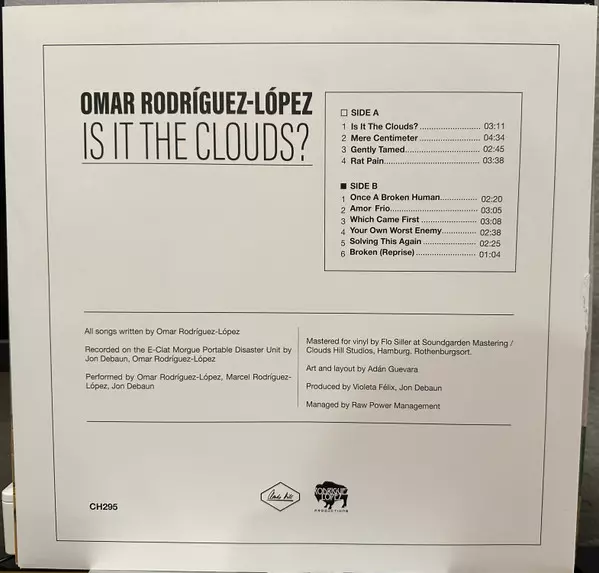 OMAR RODRÍGUEZ-LÓPEZ
IS IT THE CLOUDS?
SIDE A
1 Is It The Clouds?........................ 03:11
2 Mere Centimeter ........................ 04:34
3 Gently Tamed............................. 02:45
4 Rat Pain..................................... 03:38
SIDE B
1 Once A Broken Human............... 02:20
2 Amor Frío................................... 03:05
3 Which Came First ..................... 03:08
4 Your Own Worst Enemy.............. 02:38
5 Solving This Again ..................... 02:25
6 Broken (Reprise)........................ 01:04
All songs written by Omar Rodríguez-López
Recorded on the E-Clat Morgue Portable Disaster Unit by
Jon Debaun, Omar Rodríguez-López
Performed by Omar Rodríguez-López, Marcel Rodríguez-
López, Jon Debaun
Mastered for vinyl by Flo Siller at Soundgarden Mastering /
Clouds Hill Studios, Hamburg. Rothenburgsort.
Art and layout by Adán Guevara
Produced by Violeta Félix, Jon Debaun
Managed by Raw Power Management
CH295
Clouds Hill
RODRIGUEZ
LOPEZ
PRODUCTIONS